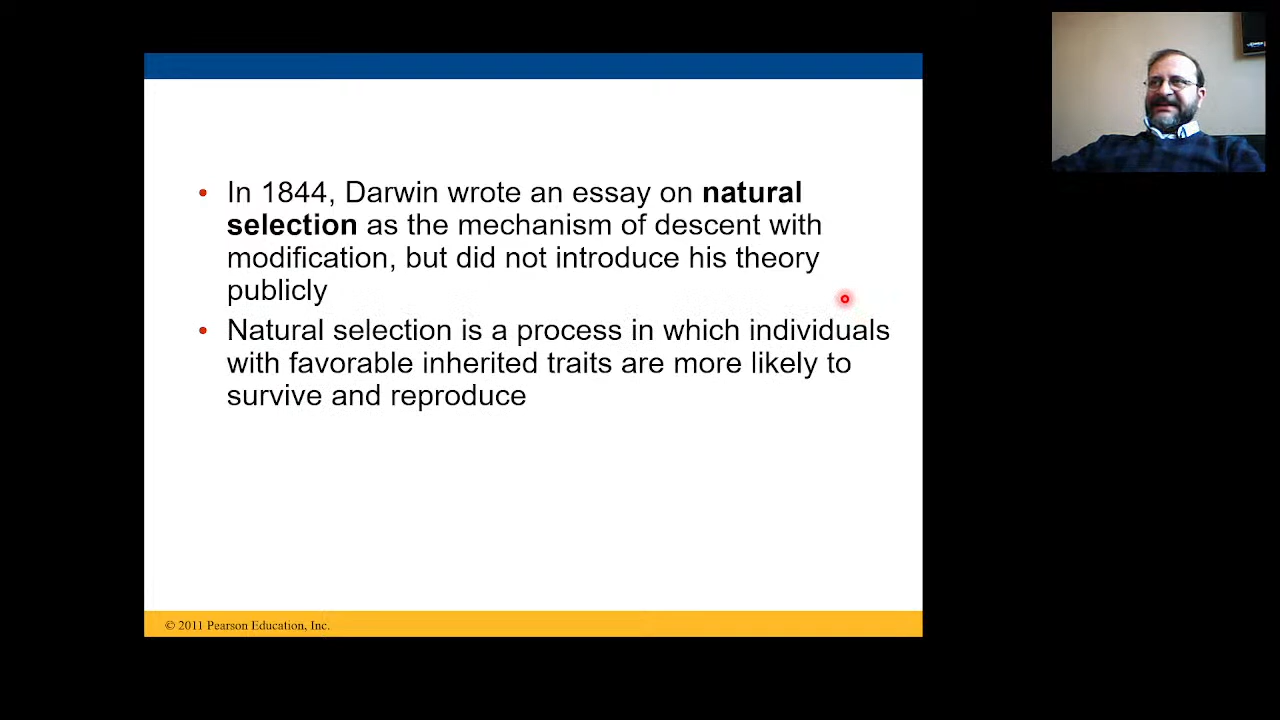 In 1844, Darwin wrote an essay on natural
selection as the mechanism of descent with
modification, but did not introduce his theory
publicly
Natural selection is a process in which individuals
with favorable inherited traits are more likely to
survive and reproduce
© 2011 Pearson Education, Inc.